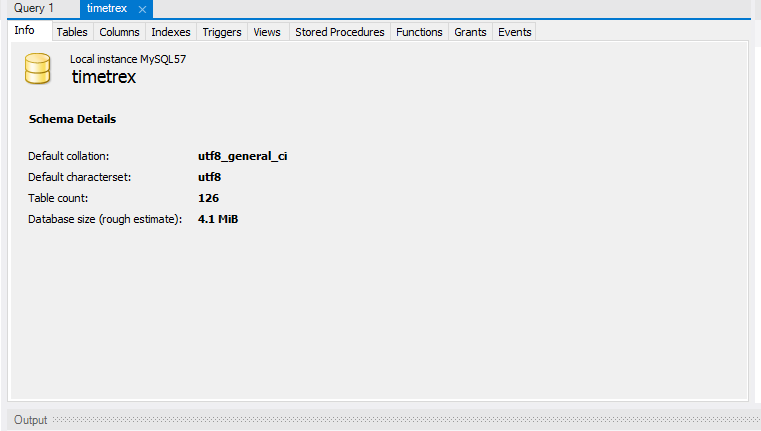 Query 1 timetrex ×
Info Tables Columns Indexes Triggers Views Stored Procedures Functions Grants Events
Local instance MySQL57
timetrex
Schema Details
Default collation: utf8_general_ci
Default characterset: utf8
Table count: 126
Database size (rough estimate): 4.1 MiB
Output